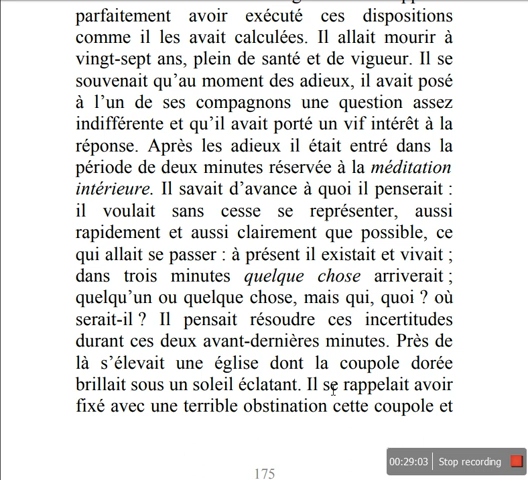 parfaitement avoir exécuté ces dispositions
comme il les avait calculées. Il allait mourir à
vingt-sept ans, plein de santé et de vigueur. Il se
souvenait qu’au moment des adieux, il avait posé
à l’un de ses compagnons une question assez
indifférente et qu’il avait porté un vif intérêt à la
réponse. Après les adieux il était entré dans la
période de deux minutes réservée à la méditation
intérieure. Il savait d’avance à quoi il penserait :
il voulait sans cesse se représenter, aussi
rapidement et aussi clairement que possible, ce
qui allait se passer : à présent il existait et vivait ;
dans trois minutes quelque chose arriverait ;
quelqu’un ou quelque chose, mais qui, quoi ? où
serait-il ? Il pensait résoudre ces incertitudes
durant ces deux avant-dernières minutes. Près de
là s’élevait une église dont la coupole dorée
brillait sous un soleil éclatant. Il se rappelait avoir
fixé avec une terrible obstination cette coupole et
00:29:03 Stop recording
175